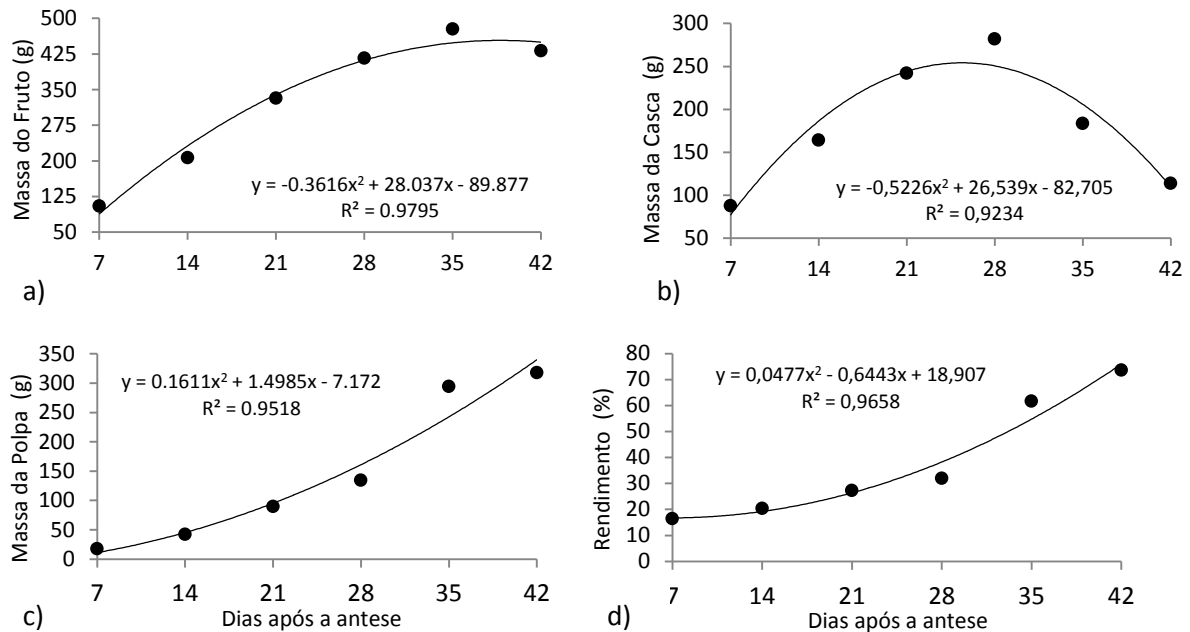 Massa do Fruto (g)
500
425
350
275
200
125
50
y = -0.3616x² + 28.037x - 89.877
R² = 0.9795
7 14 21 28 35 42
a)
Massa da Casca (g)
300
250
200
150
100
50
y = -0,5226x² + 26,539x - 82,705
R² = 0,9234
7 14 21 28 35 42
b)
Massa da Polpa (g)
350
300
250
200
150
100
50
0
y = 0.1611x² + 1.4985x - 7.172
R² = 0.9518
7 14 21 28 35 42
c)
Dias após a antese
Rendimento (%)
80
70
60
50
40
30
20
10
0
y = 0,0477x² - 0,6443x + 18,907
R² = 0,9658
7 14 21 28 35 42
d)
Dias após a antese